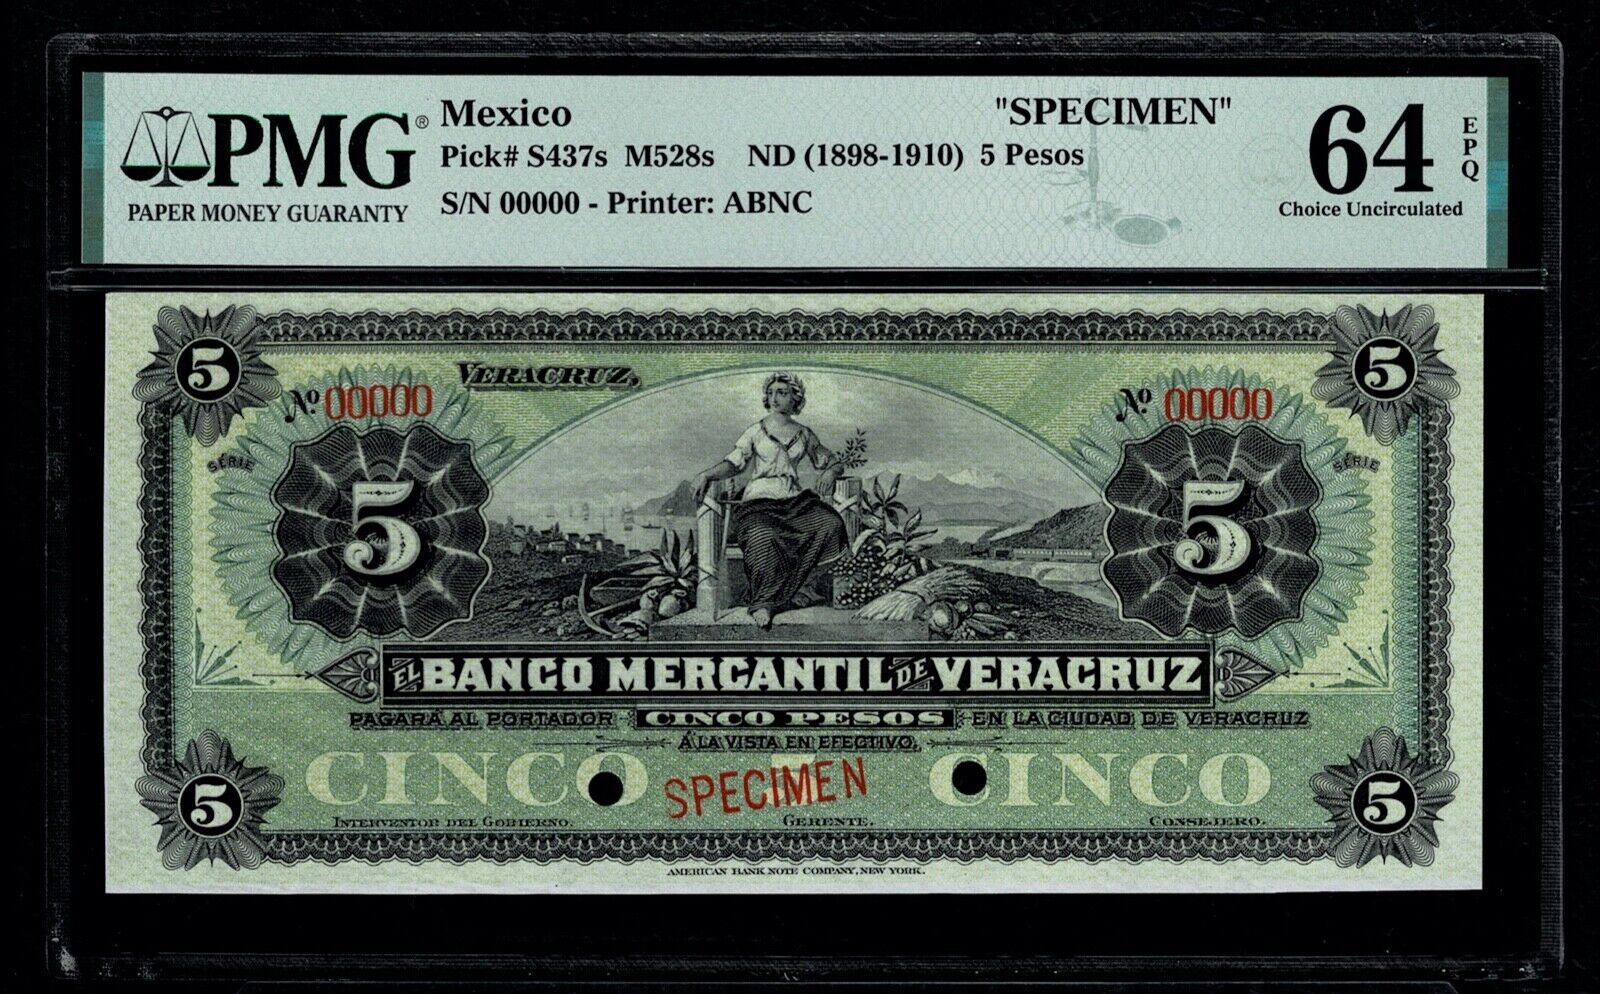 PMG®
PAPER MONEY GUARANTY
Mexico
"SPECIMEN"
Pick# S437s M528s ND (1898-1910) 5 Pesos
S/N 00000 - Printer: ABNC
64 EPQ
Choice Uncirculated
5 5
VERACRUZ,
Nº 00000 Nº 00000
SÉRIE SÉRIE
5 5
EL BANCO MERCANTIL DE VERACRUZ
PAGARÁ AL PORTADOR CINCO PESOS EN LA CIUDAD DE VERACRUZ
Á LA VISTA EN EFECTIVO,
CINCO CINCO
SPECIMEN
5 5
INTERVENTOR DEL GOBIERNO. GERENTE. CONSEJERO.
AMERICAN BANK NOTE COMPANY, NEW YORK.